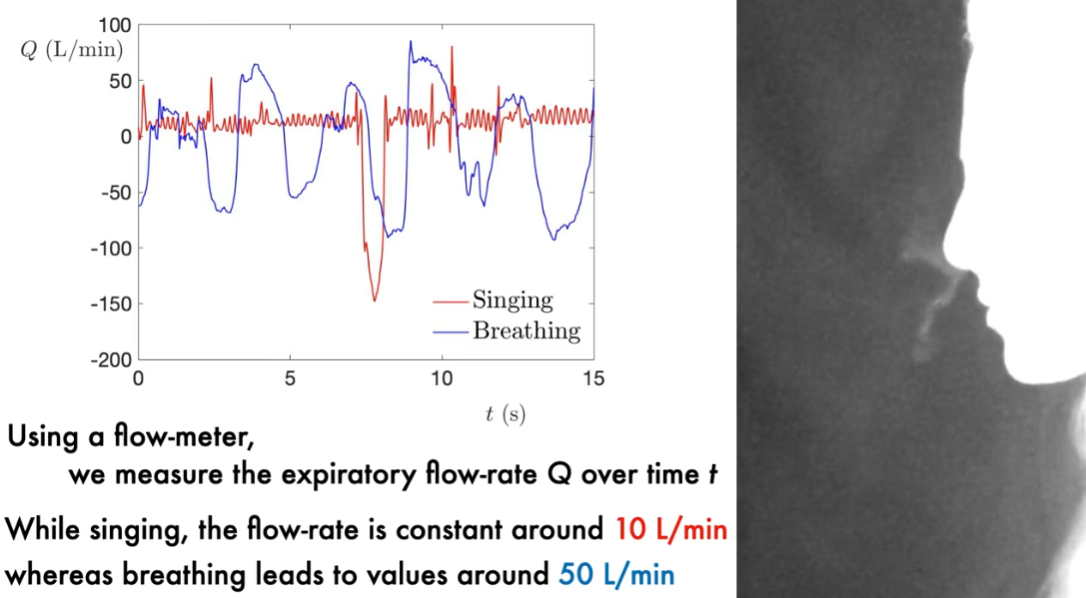 100
Q (L/min)
50
0
-50
-100
-150
-200
Singing
Breathing
0 5 10 15
t (s)
Using a flow-meter,
we measure the expiratory flow-rate Q over time t
While singing, the flow-rate is constant around 10 L/min
whereas breathing leads to values around 50 L/min